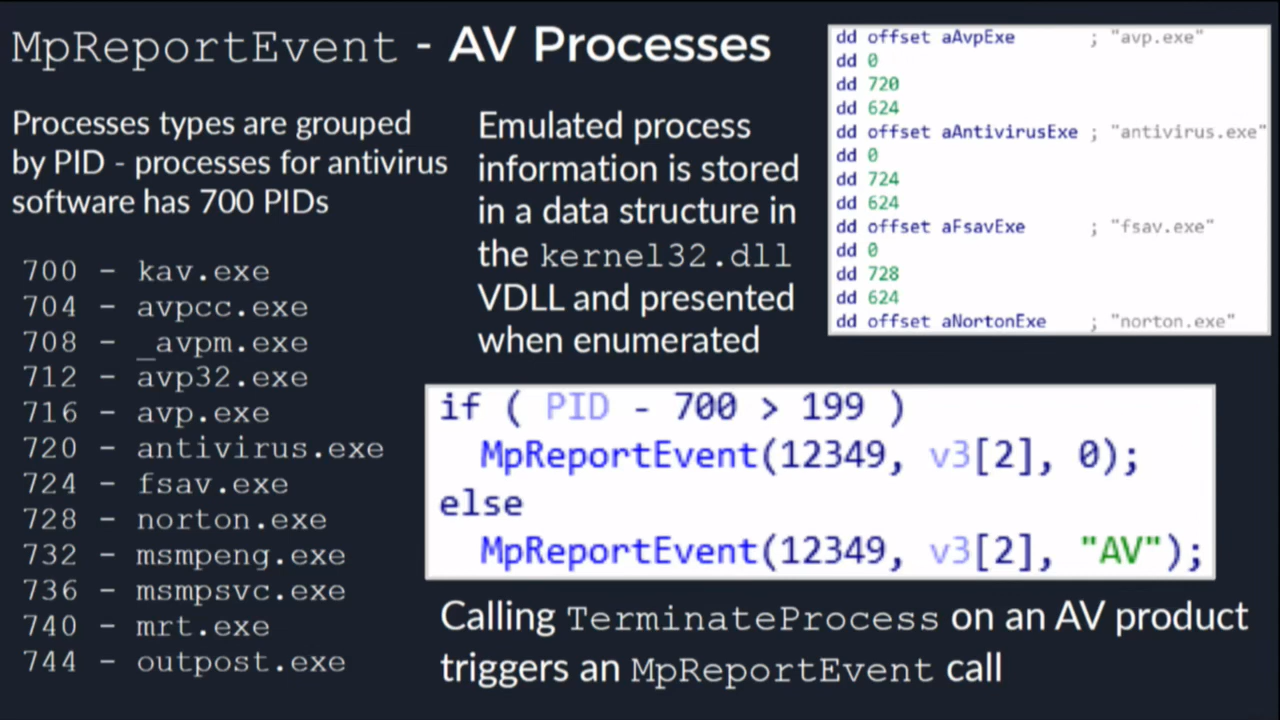 MpReportEvent - AV Processes
Processes types are grouped
by PID - processes for antivirus
software has 700 PIDs
700 - kav.exe
704 - avpcc.exe
708 - _avpm.exe
712 - avp32.exe
716 - avp.exe
720 - antivirus.exe
724 - fsav.exe
728 - norton.exe
732 - msmpeng.exe
736 - msmpsvc.exe
740 - mrt.exe
744 - outpost.exe
Emulated process
information is stored
in a data structure in
the kernel32.dll
VDLL and presented
when enumerated
dd offset aAvpExe ; "avp.exe"
dd 0
dd 720
dd 624
dd offset aAntivirusExe ; "antivirus.exe"
dd 0
dd 724
dd 624
dd offset aFsavExe ; "fsav.exe"
dd 0
dd 728
dd 624
dd offset aNortonExe ; "norton.exe"
if ( PID - 700 > 199 )
MpReportEvent(12349, v3[2], 0);
else
MpReportEvent(12349, v3[2], "AV");
Calling TerminateProcess on an AV product
triggers an MpReportEvent call